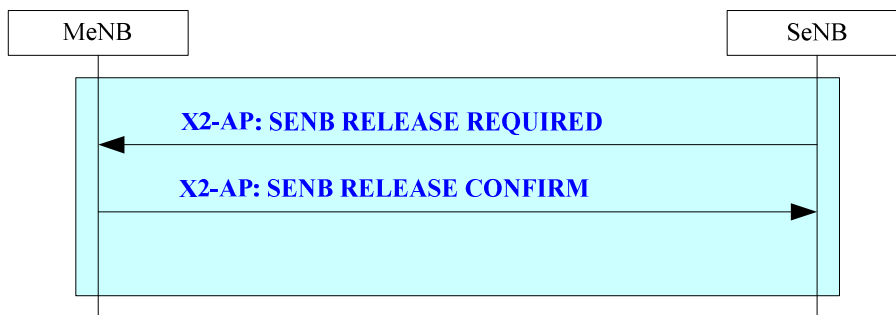 MeNB
SeNB
X2-AP: SENB RELEASE REQUIRED
X2-AP: SENB RELEASE CONFIRM